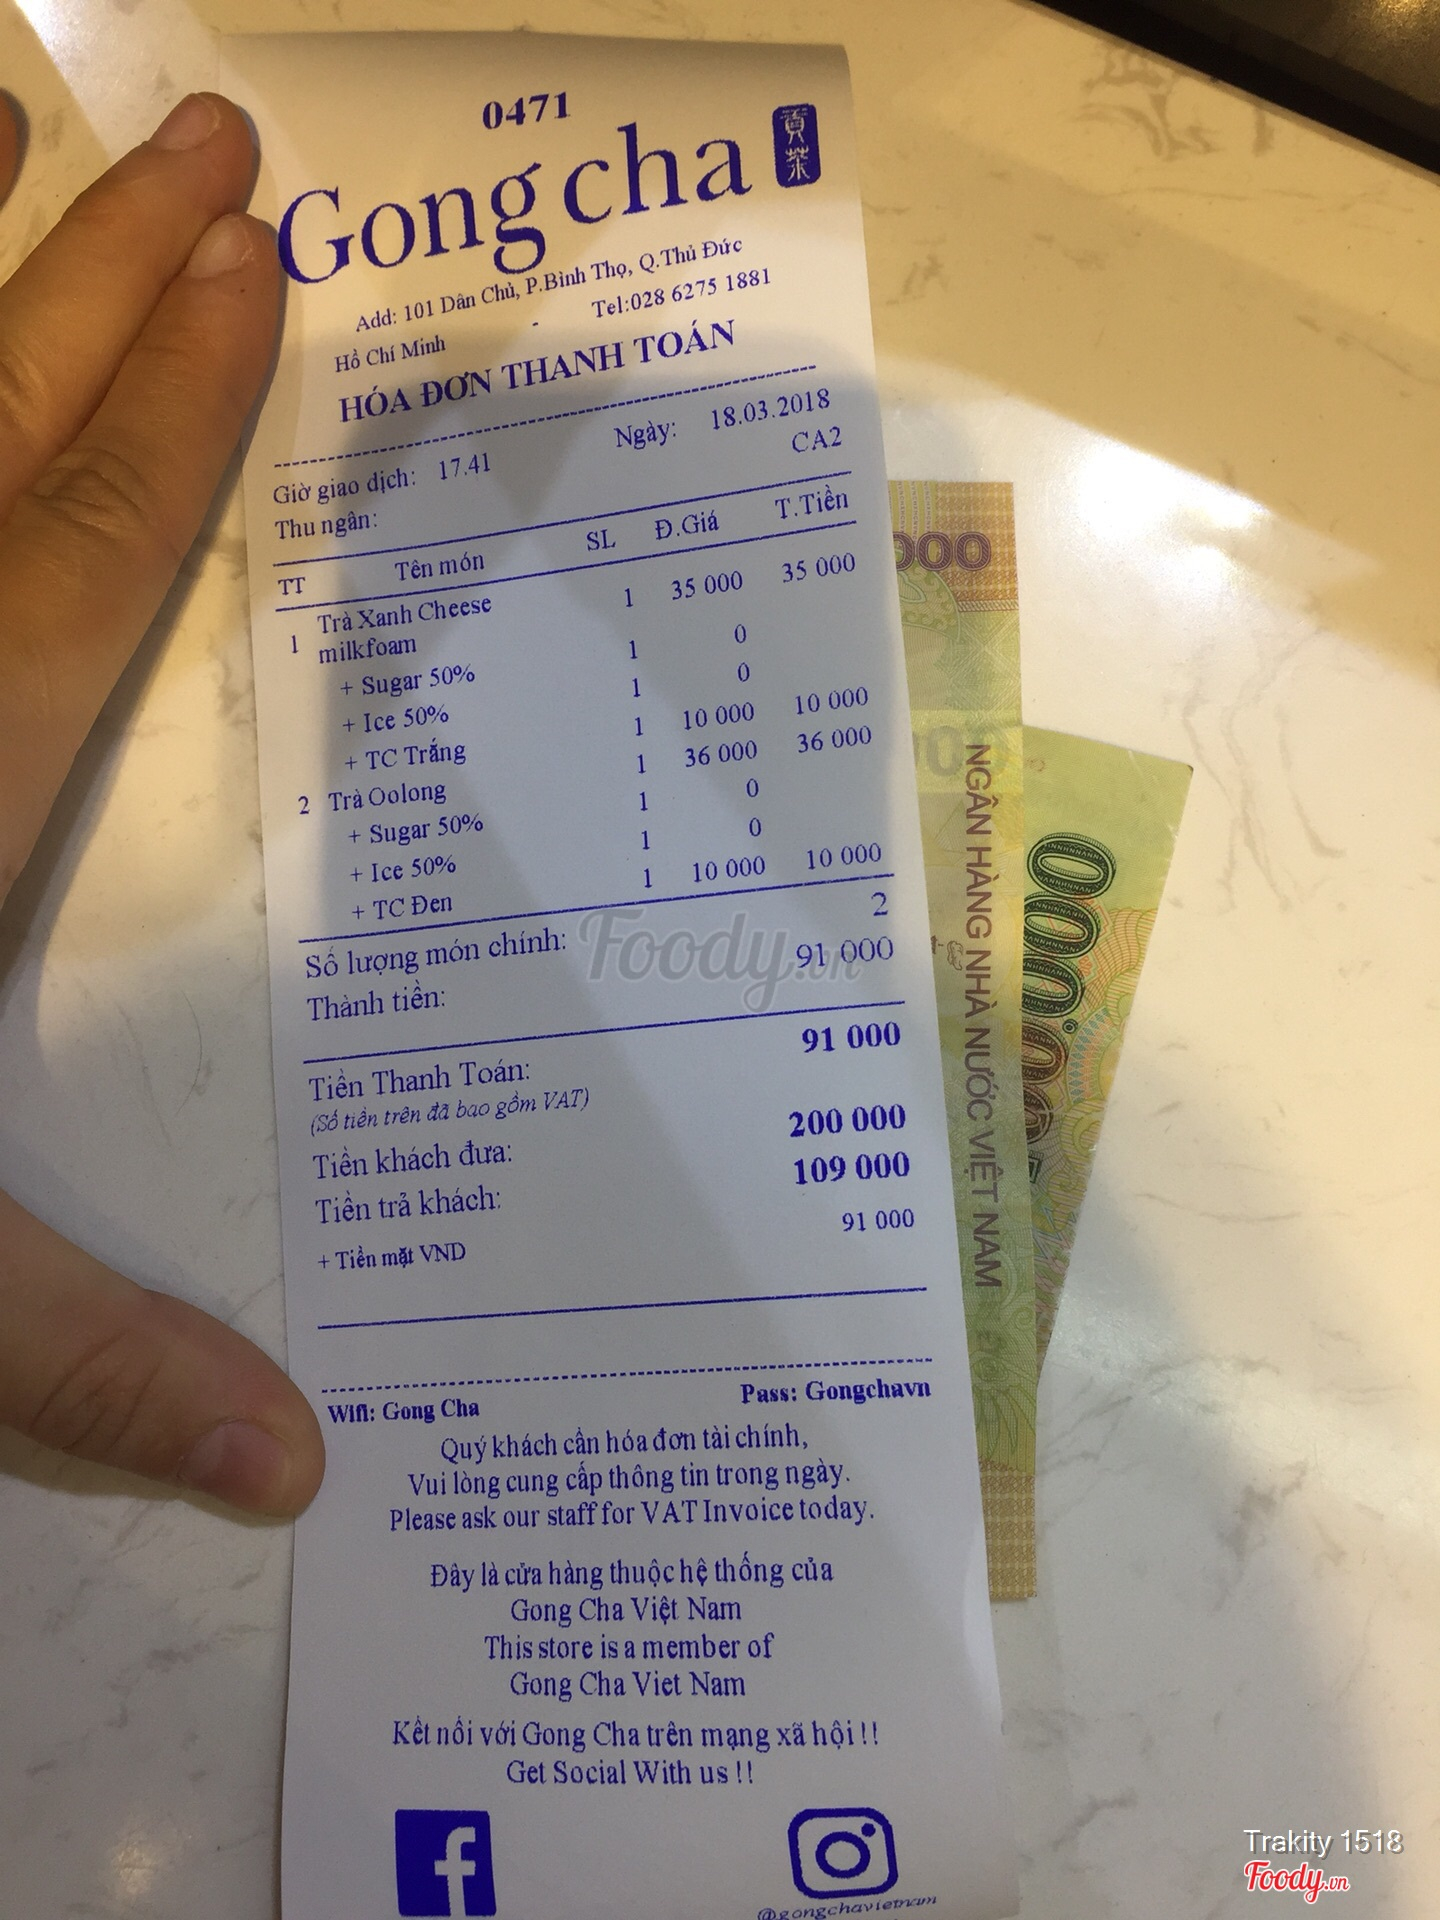 0471
Gong cha 貢茶
Add: 101 Dân Chủ, P.Bình Thọ, Q.Thủ Đức
Hồ Chí Minh - Tel:028 6275 1881
HÓA ĐƠN THANH TOÁN
Giờ giao dịch: 17.41 Ngày: 18.03.2018
Thu ngân: CA2
TT Tên món SL Đ.Giá T.Tiền
1 Trà Xanh Cheese milkfoam 1 35 000 35 000
+ Sugar 50% 1 0
+ Ice 50% 1 0
+ TC Trắng 1 10 000 10 000
2 Trà Oolong 1 36 000 36 000
+ Sugar 50% 1 0
+ Ice 50% 1 0
+ TC Đen 1 10 000 10 000
Số lượng món chính: 2
Thành tiền: 91 000
Tiền Thanh Toán: 91 000
(Số tiền trên đã bao gồm VAT)
Tiền khách đưa: 200 000
Tiền trả khách: 109 000
+ Tiền mặt VND 91 000
Wifi: Gong Cha Pass: Gongchavn
Quý khách cần hóa đơn tài chính,
Vui lòng cung cấp thông tin trong ngày.
Please ask our staff for VAT Invoice today.
Đây là cửa hàng thuộc hệ thống của
Gong Cha Việt Nam
This store is a member of
Gong Cha Viet Nam
Kết nối với Gong Cha trên mạng xã hội !!
Get Social With us !!
f
@gongchavietnam
000
NGÂN HÀNG NHÀ NƯỚC VIỆT NAM
000.00
Foody.vn
Trakity 1518
Foody.vn